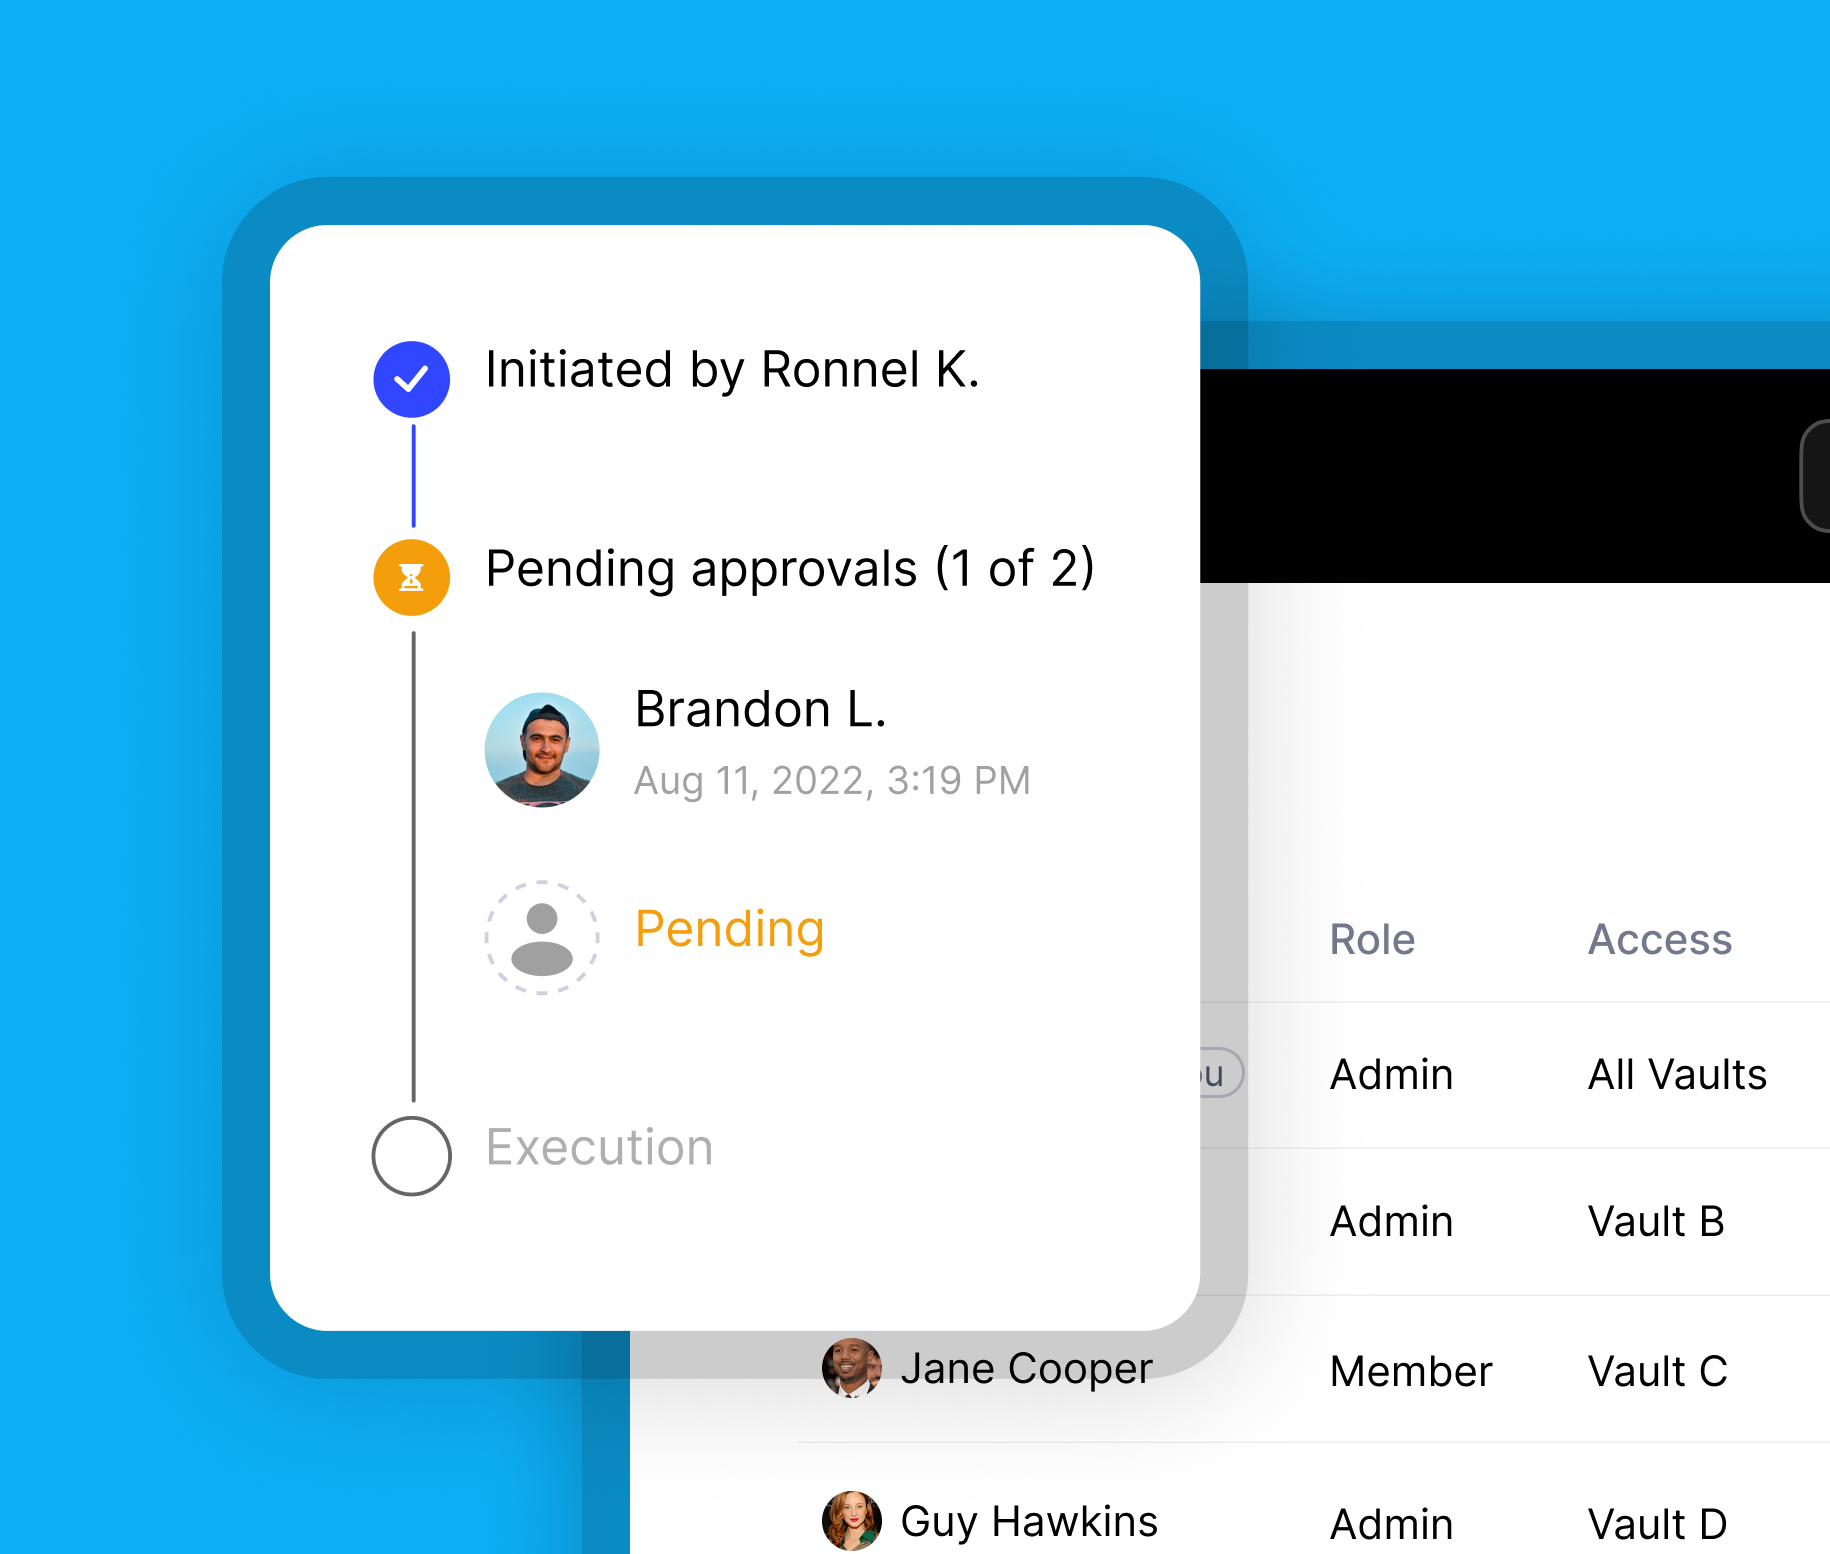 Initiated by Ronnel K.
Pending approvals (1 of 2)
Brandon L.
Aug 11, 2022, 3:19 PM
Pending
Execution
Role Access
Admin All Vaults
Admin Vault B
Jane Cooper Member Vault C
Guy Hawkins Admin Vault D